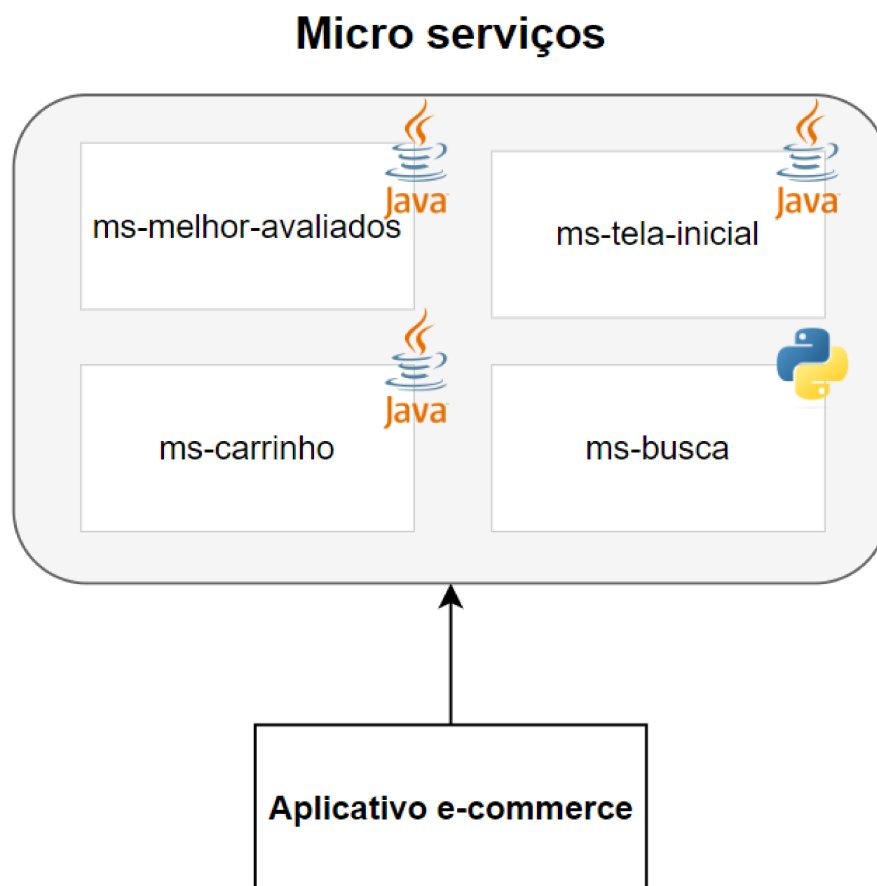 Micro serviços
Java
Java
ms-melhor-avaliados
ms-tela-inicial
Java
ms-carrinho
ms-busca
Aplicativo e-commerce